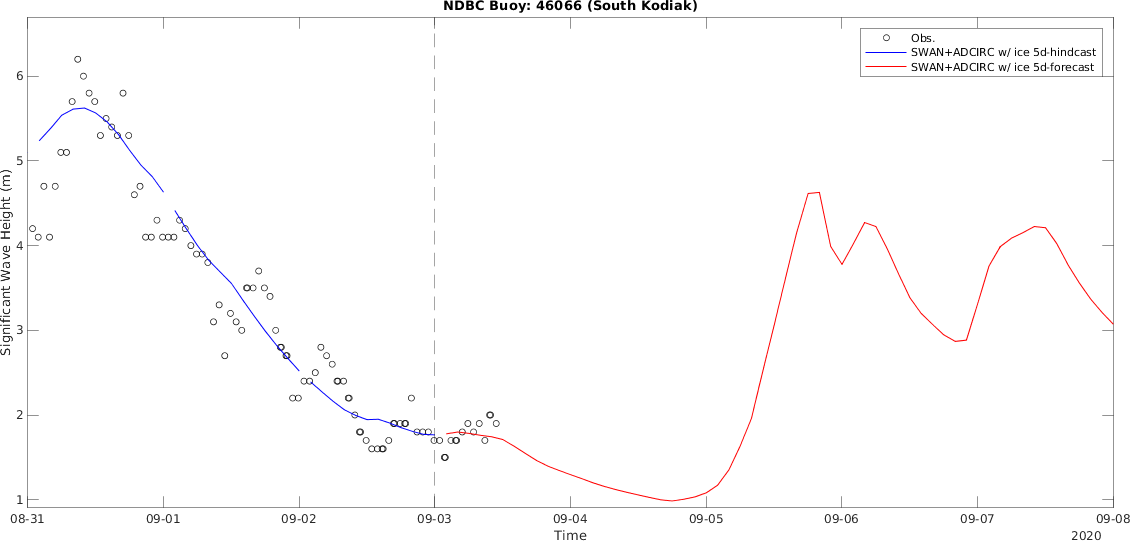 NDBC Buoy: 46066 (South Kodiak)
Obs.
SWAN+ADCIRC w/ ice 5d-hindcast
SWAN+ADCIRC w/ ice 5d-forecast
Significant Wave Height (m)
6
5
4
3
2
1
08-31 09-01 09-02 09-03 09-04 09-05 09-06 09-07 09-08
Time
2020